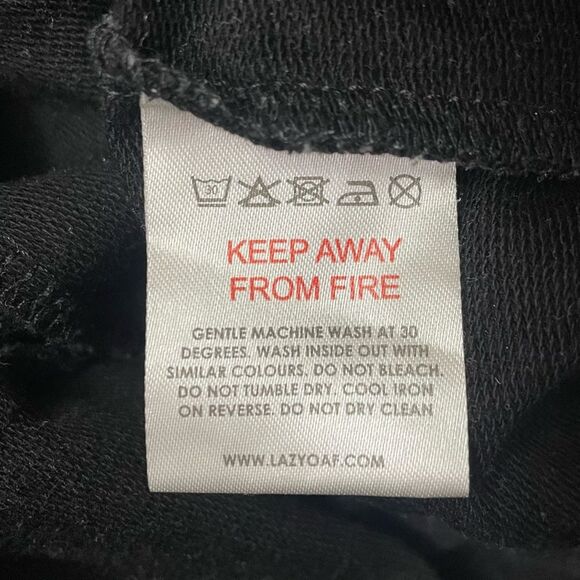 30
KEEP AWAY
FROM FIRE
GENTLE MACHINE WASH AT 30
DEGREES. WASH INSIDE OUT WITH
SIMILAR COLOURS. DO NOT BLEACH.
DO NOT TUMBLE DRY. COOL IRON
ON REVERSE. DO NOT DRY CLEAN
WWW.LAZYOAF.COM